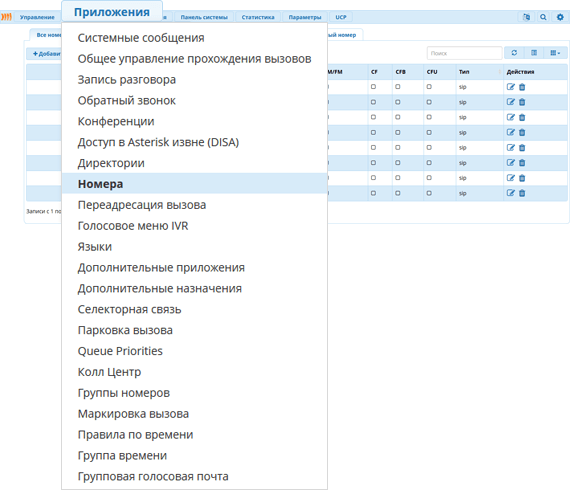 Управление
Приложения
Панель системы
Статистика
Параметры
UCP
Все
ый номер
Системные сообщения
Общее управление прохождения вызовов
Запись разговора
Обратный звонок
Конференции
Доступ в Asterisk извне (DISA)
Директории
Номера
Переадресация вызова
Голосовое меню IVR
Языки
Дополнительные приложения
Дополнительные назначения
Селекторная связь
Парковка вызова
Queue Priorities
Колл Центр
Группы номеров
Маркировка вызова
Правила по времени
Группа времени
Групповая голосовая почта
Поиск
M/FM
CF
CFB
CFU
Тип
Действия
sip
sip
sip
sip
sip
sip
sip
sip
Записи с 1 по